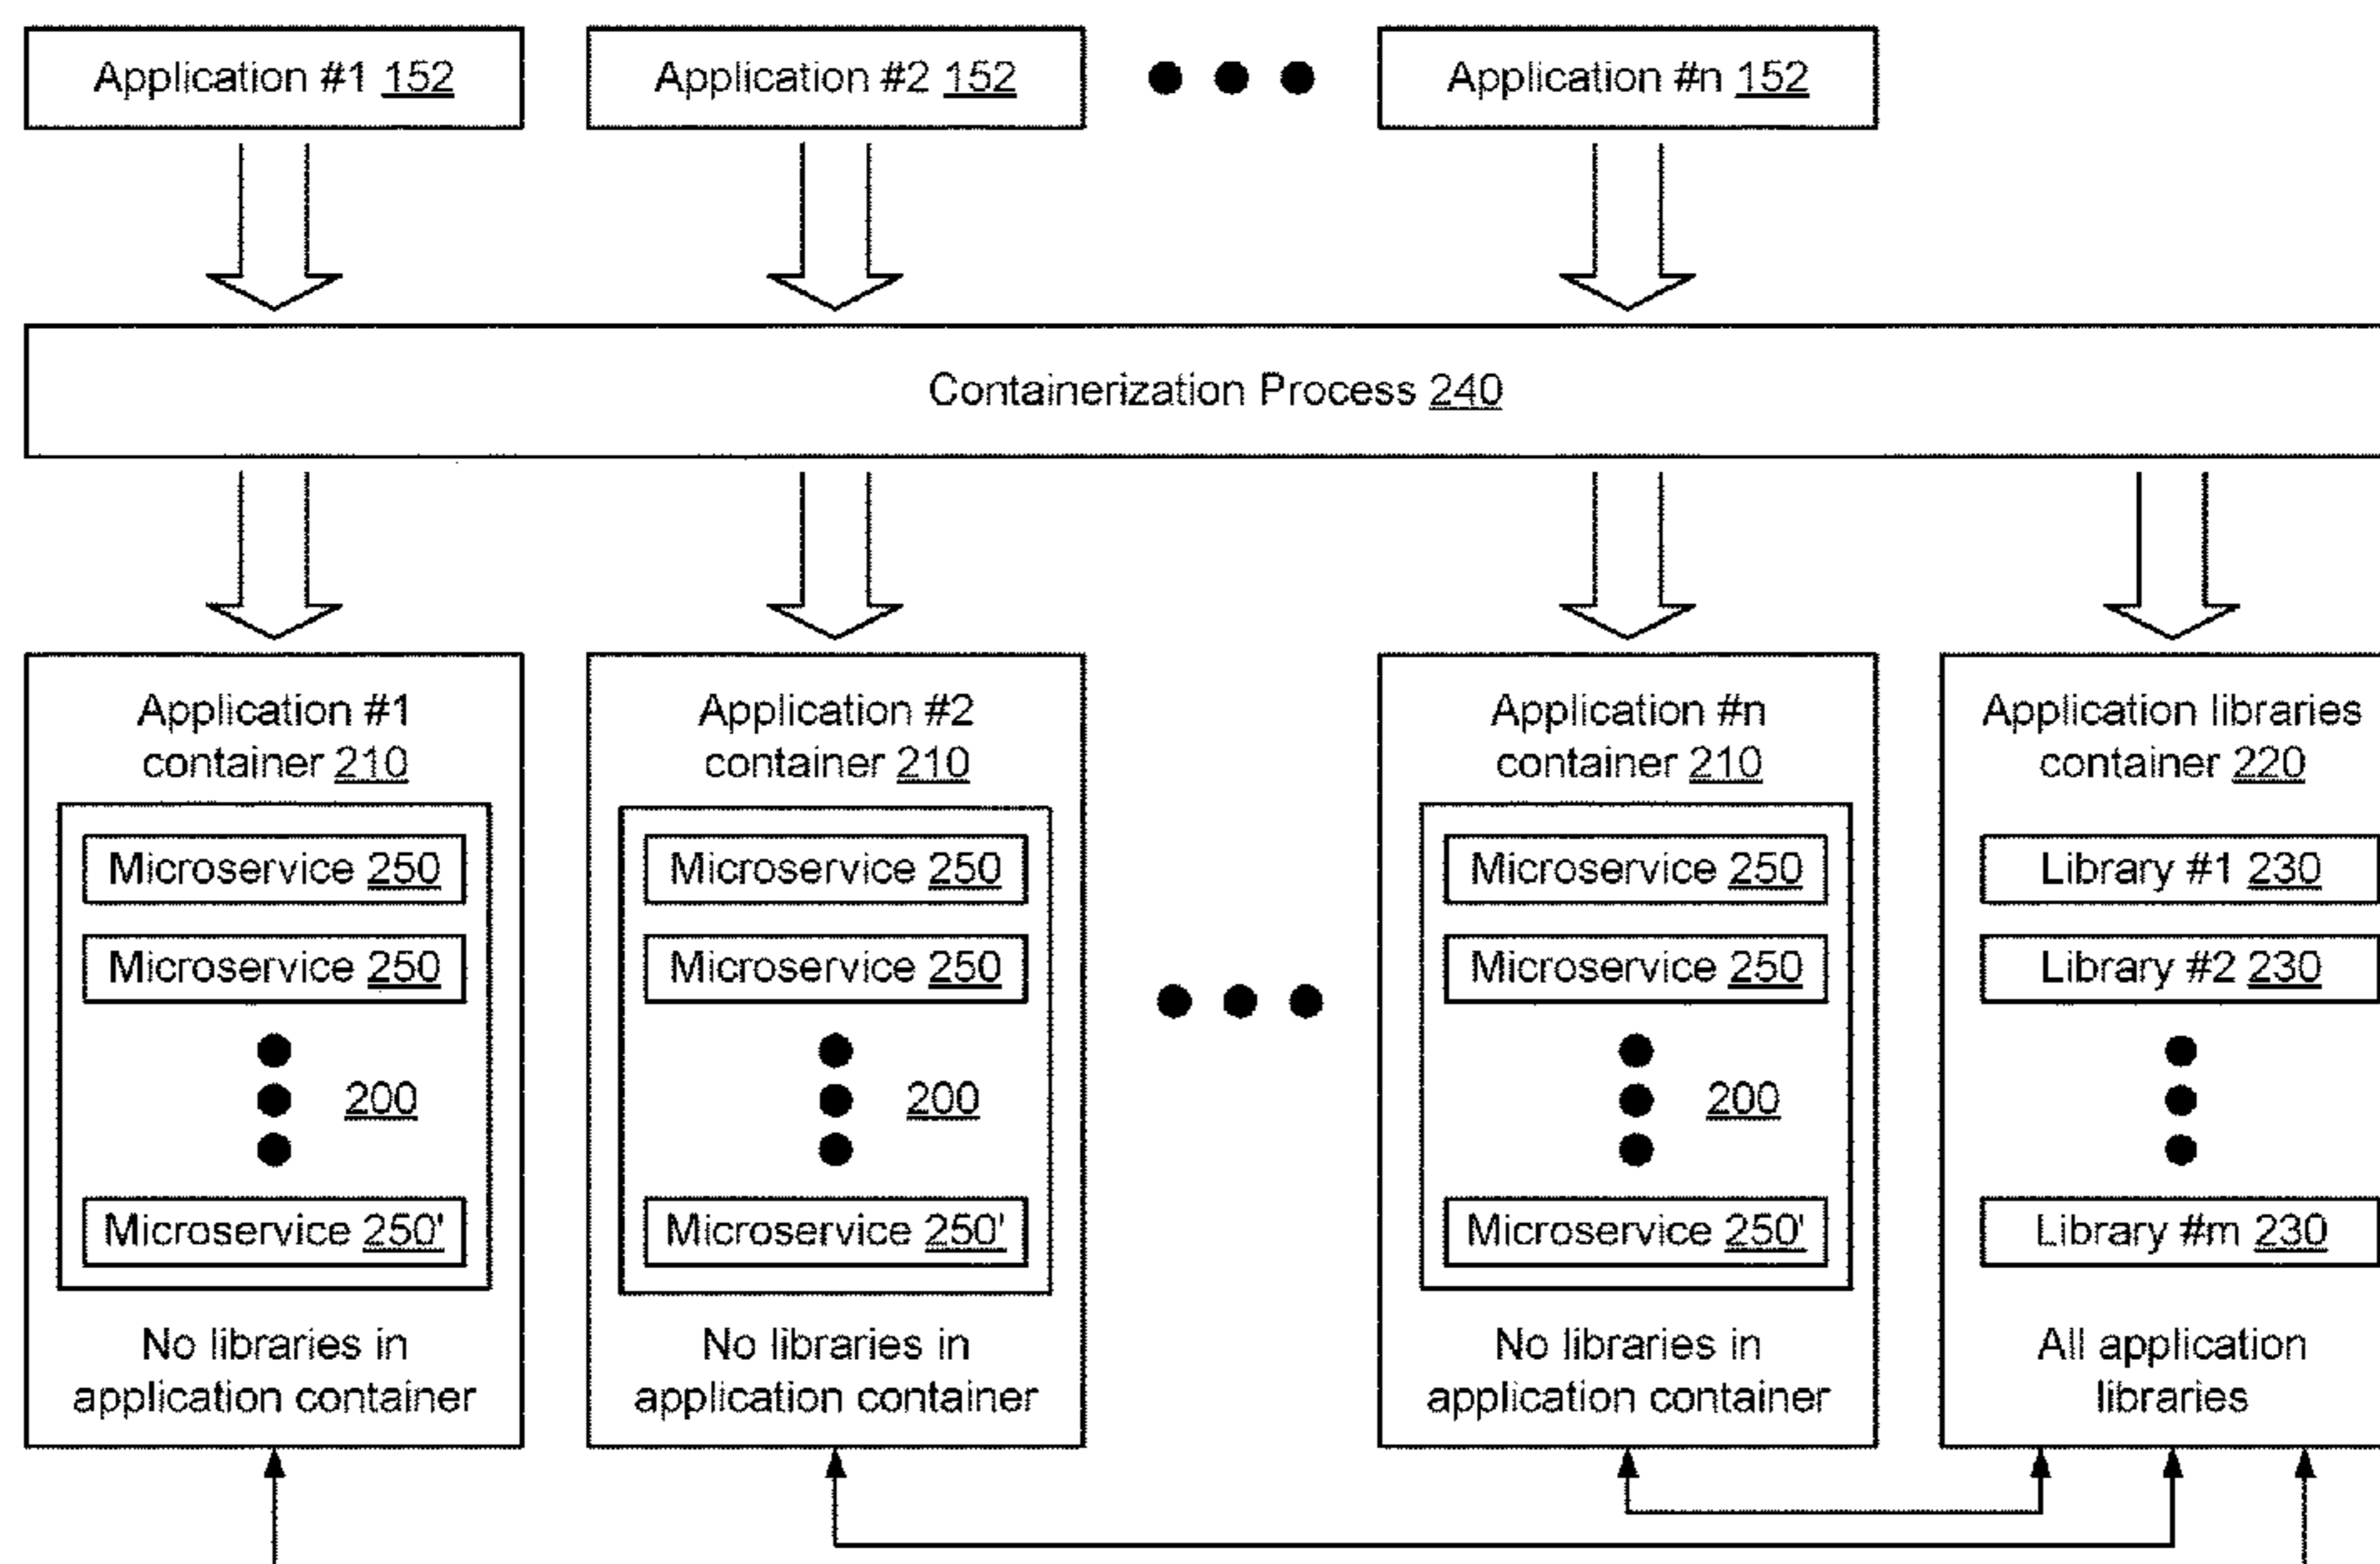 Application #1 152
Application #2 152
Application #n 152
Containerization Process 240
Application #1
container 210
Microservice 250
Microservice 250
200
Microservice 250'
No libraries in
application container
Application #2
container 210
Microservice 250
Microservice 250
200
Microservice 250'
No libraries in
application container
Application #n
container 210
Microservice 250
Microservice 250
200
Microservice 250'
No libraries in
application container
Application libraries
container 220
Library #1 230
Library #2 230
Library #m 230
All application
libraries